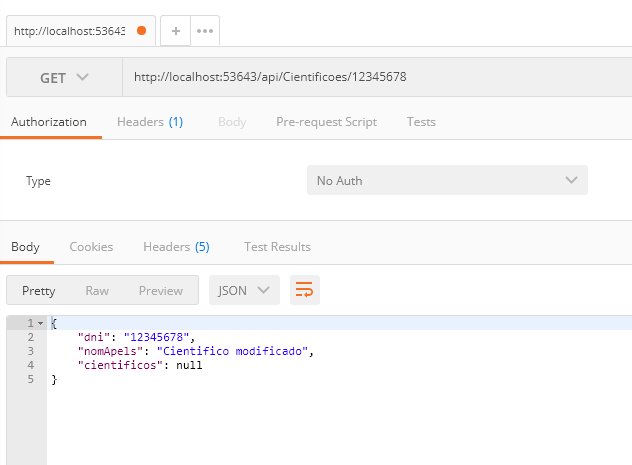 http://localhost:53643
GET http://localhost:53643/api/Cientificoes/12345678
Authorization Headers (1) Body Pre-request Script Tests
Type No Auth
Body Cookies Headers (5) Test Results
Pretty Raw Preview JSON
1 {
2 "dni": "12345678",
3 "nomApels": "Cientifico modificado",
4 "cientificos": null
5 }